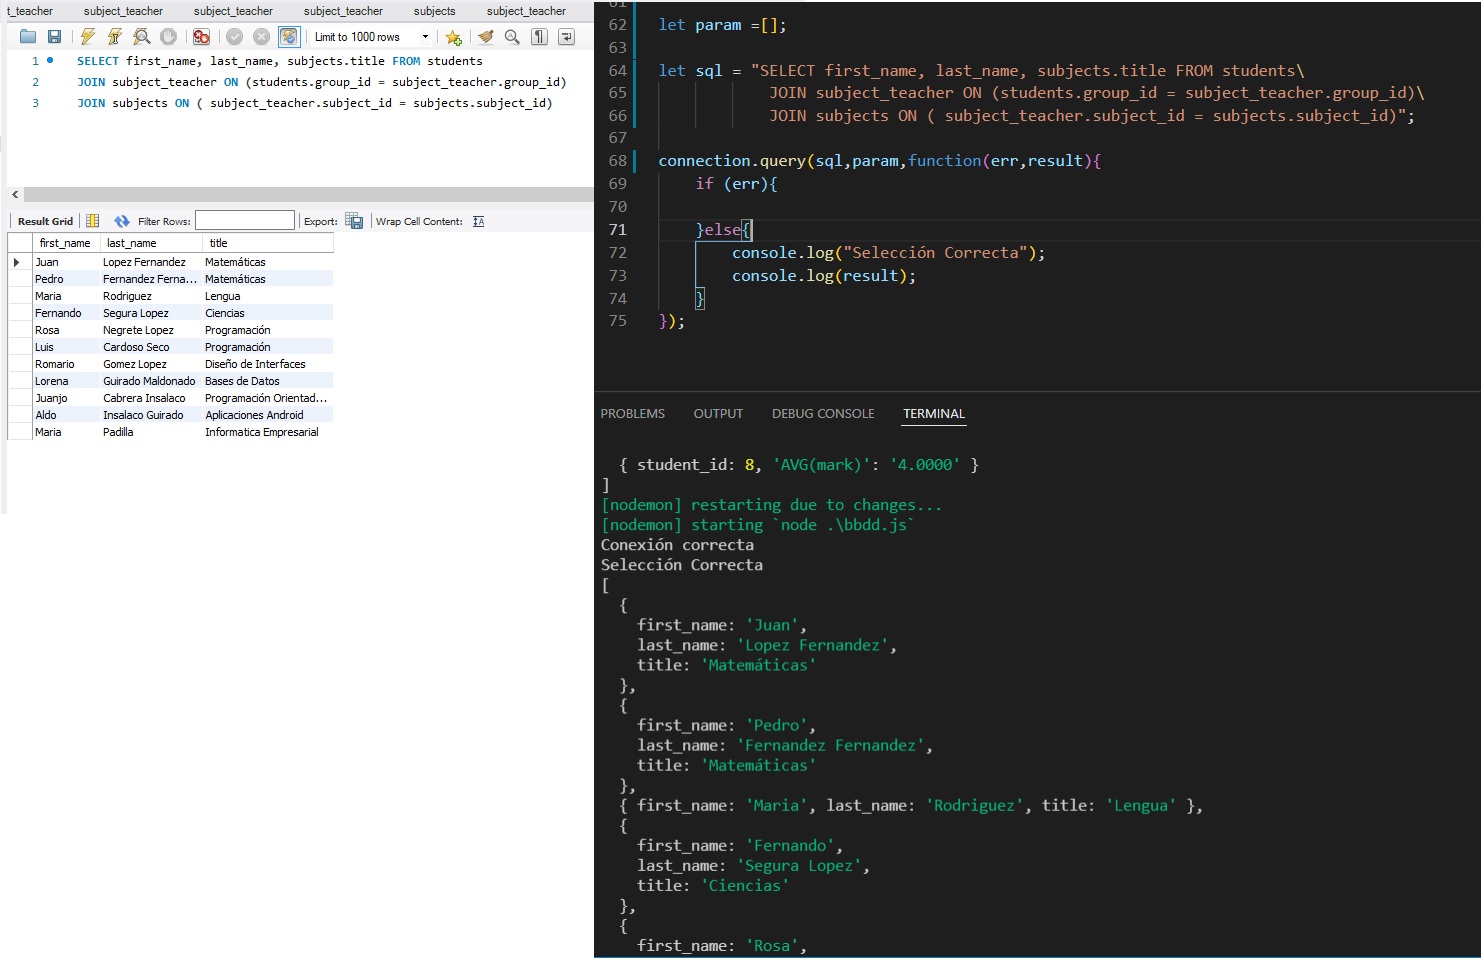 t_teacher subject_teacher subject_teacher subject_teacher subjects subject_teacher
Limit to 1000 rows
1 SELECT first_name, last_name, subjects.title FROM students
2 JOIN subject_teacher ON (students.group_id = subject_teacher.group_id)
3 JOIN subjects ON ( subject_teacher.subject_id = subjects.subject_id)
Result Grid Filter Rows: Export: Wrap Cell Content:
first_name last_name title
Juan Lopez Fernandez Matemáticas
Pedro Fernandez Ferna... Matemáticas
Maria Rodriguez Lengua
Fernando Segura Lopez Ciencias
Rosa Negrete Lopez Programación
Luis Cardoso Seco Programación
Romario Gomez Lopez Diseño de Interfaces
Lorena Guirado Maldonado Bases de Datos
Juanjo Cabrera Insalaco Programación Orientad...
Aldo Insalaco Guirado Aplicaciones Android
Maria Padilla Informatica Empresarial
61
62 let param =[];
63
64 let sql = "SELECT first_name, last_name, subjects.title FROM students\
65 JOIN subject_teacher ON (students.group_id = subject_teacher.group_id)\
66 JOIN subjects ON ( subject_teacher.subject_id = subjects.subject_id)";
67
68 connection.query(sql,param,function(err,result){
69 if (err){
70
71 }else{
72 console.log("Selección Correcta");
73 console.log(result);
74 }
75 });
PROBLEMS OUTPUT DEBUG CONSOLE TERMINAL
{ student_id: 8, 'AVG(mark)': '4.0000' }
]
[nodemon] restarting due to changes...
[nodemon] starting `node .\bbdd.js`
Conexión correcta
Selección Correcta
[
{
first_name: 'Juan',
last_name: 'Lopez Fernandez',
title: 'Matemáticas'
},
{
first_name: 'Pedro',
last_name: 'Fernandez Fernandez',
title: 'Matemáticas'
},
{ first_name: 'Maria', last_name: 'Rodriguez', title: 'Lengua' },
{
first_name: 'Fernando',
last_name: 'Segura Lopez',
title: 'Ciencias'
},
{
first_name: 'Rosa',